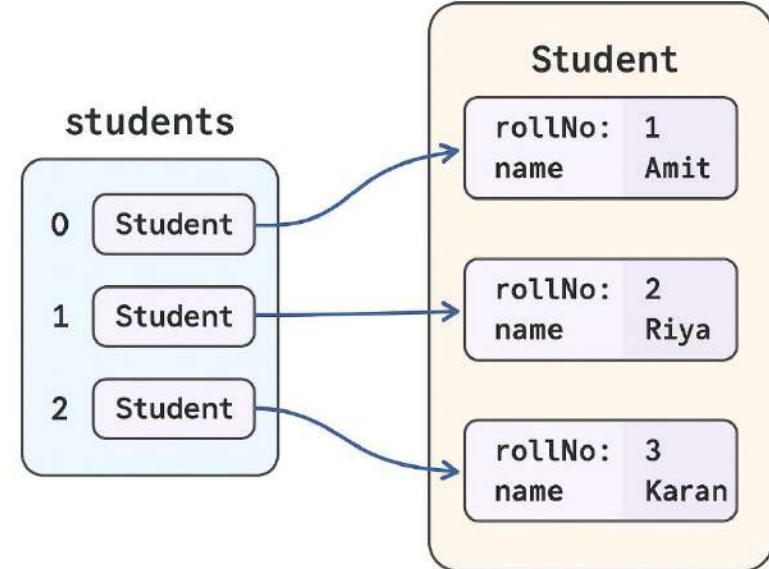 students
0 Student
1 Student
2 Student
Student
rollNo: 1
name Amit
rollNo: 2
name Riya
rollNo: 3
name Karan